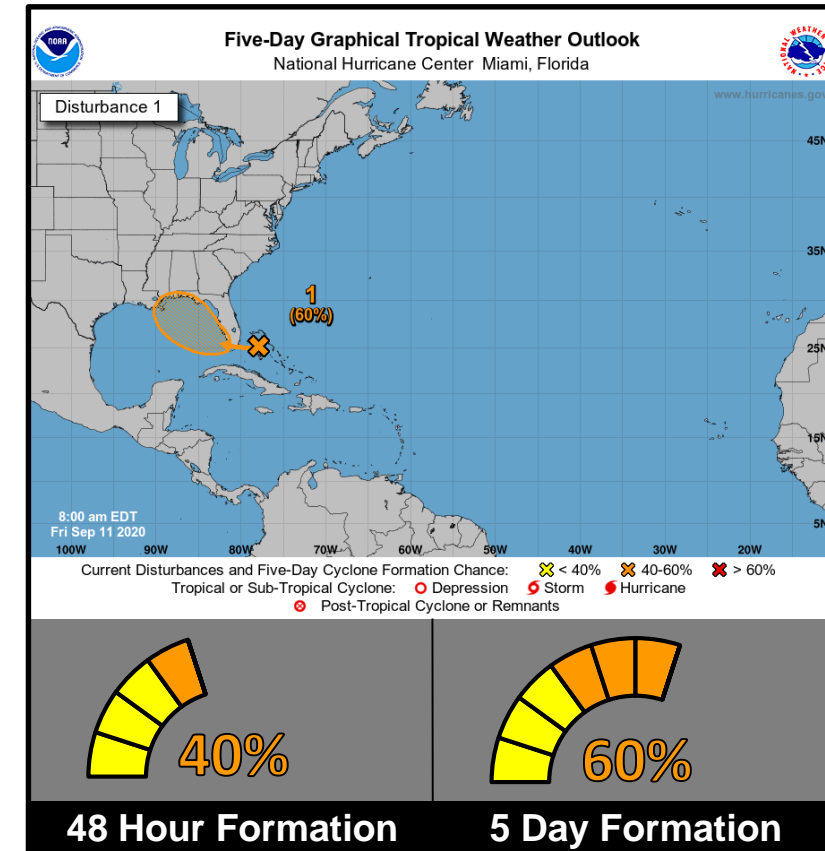 Five-Day Graphical Tropical Weather Outlook
National Hurricane Center Miami, Florida
NOAA
Disturbance 1
www.hurricanes.gov
45N
35N
1
(60%)
25N
15N
5N
8:00 am EDT
Fri Sep 11 2020
100W 90W 80W 70W 60W 50W 40W 30W 20W
Current Disturbances and Five-Day Cyclone Formation Chance: < 40% 40-60% > 60%
Tropical or Sub-Tropical Cyclone: Depression Storm Hurricane
Post-Tropical Cyclone or Remnants
40% 60%
48 Hour Formation 5 Day Formation